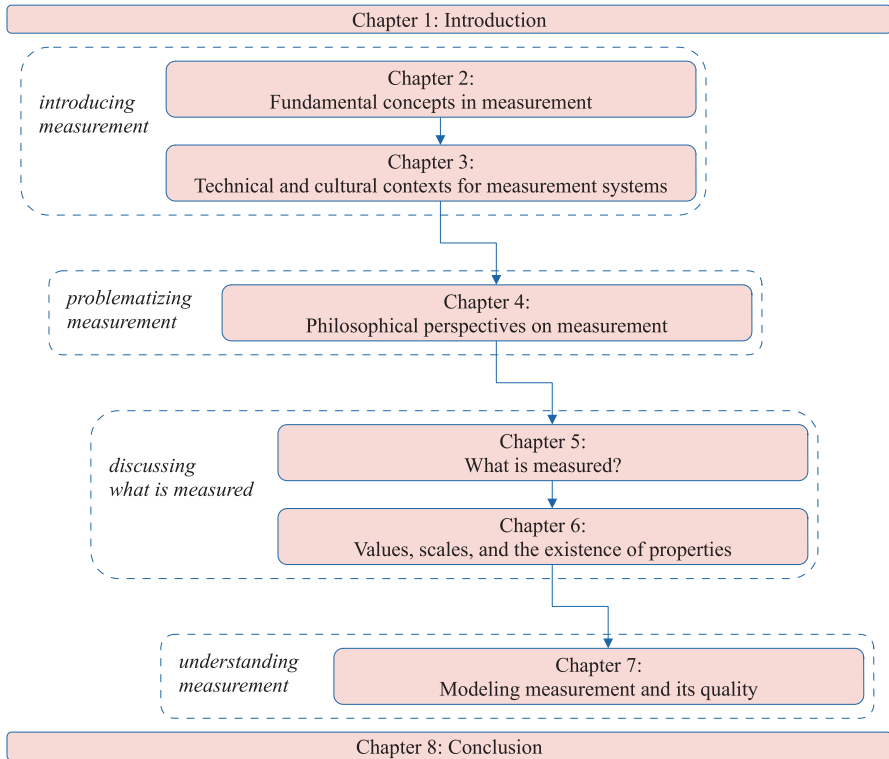 Chapter 1: Introduction
introducing
measurement
Chapter 2:
Fundamental concepts in measurement
Chapter 3:
Technical and cultural contexts for measurement systems
problematizing
measurement
Chapter 4:
Philosophical perspectives on measurement
discussing
what is measured
Chapter 5:
What is measured?
Chapter 6:
Values, scales, and the existence of properties
understanding
measurement
Chapter 7:
Modeling measurement and its quality
Chapter 8: Conclusion